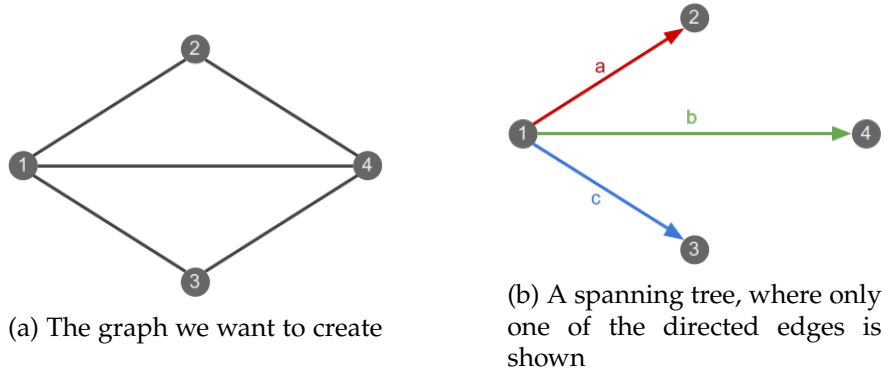 2
1
4
3
(a) The graph we want to create
2
a
1
b
4
c
3
(b) A spanning tree, where only
one of the directed edges is
shown